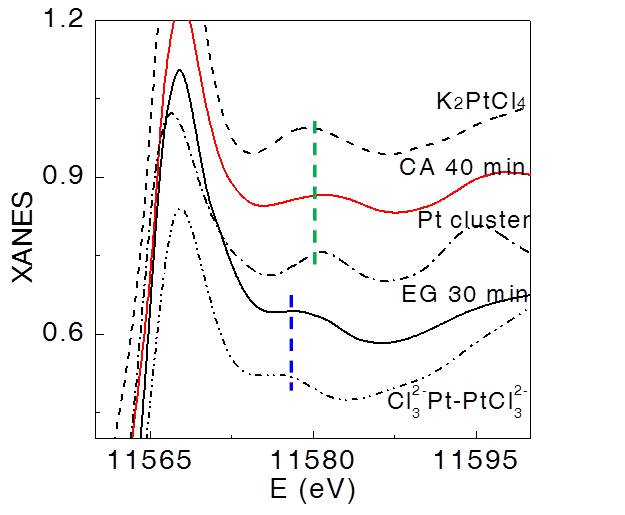 1.2
0.9
0.6
XANES
K₂PtCl₄
CA 40 min
Pt cluster
EG 30 min
Cl₃²⁻Pt-PtCl₃²⁻
11565 11580 11595
E (eV)